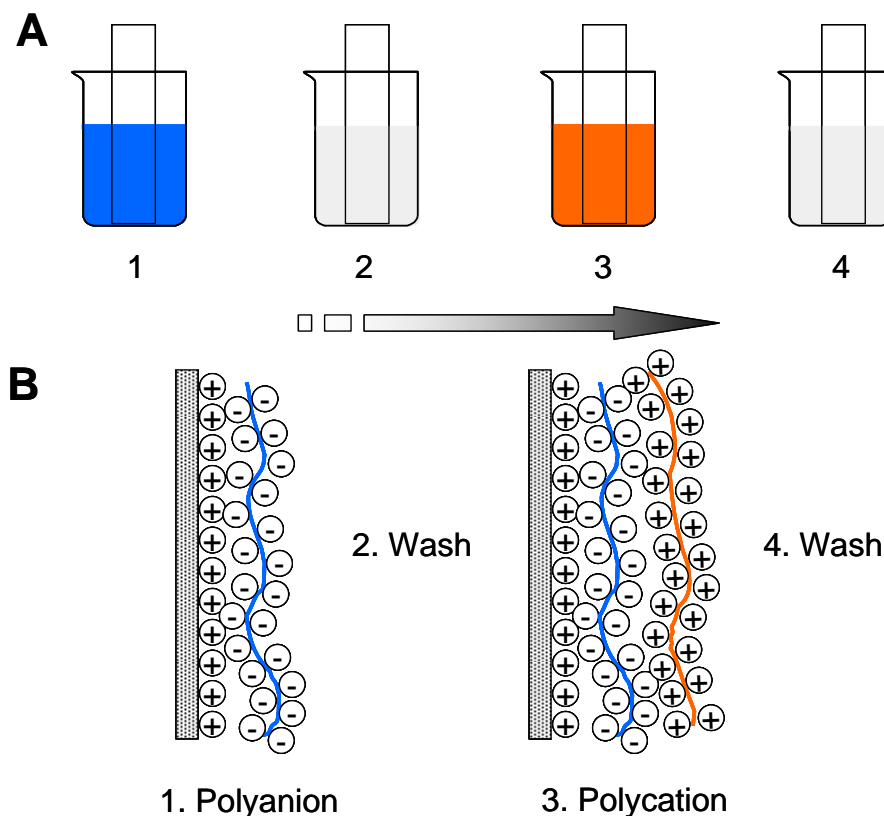 A
1 2 3 4
B
2. Wash
4. Wash
1. Polyanion
3. Polycation